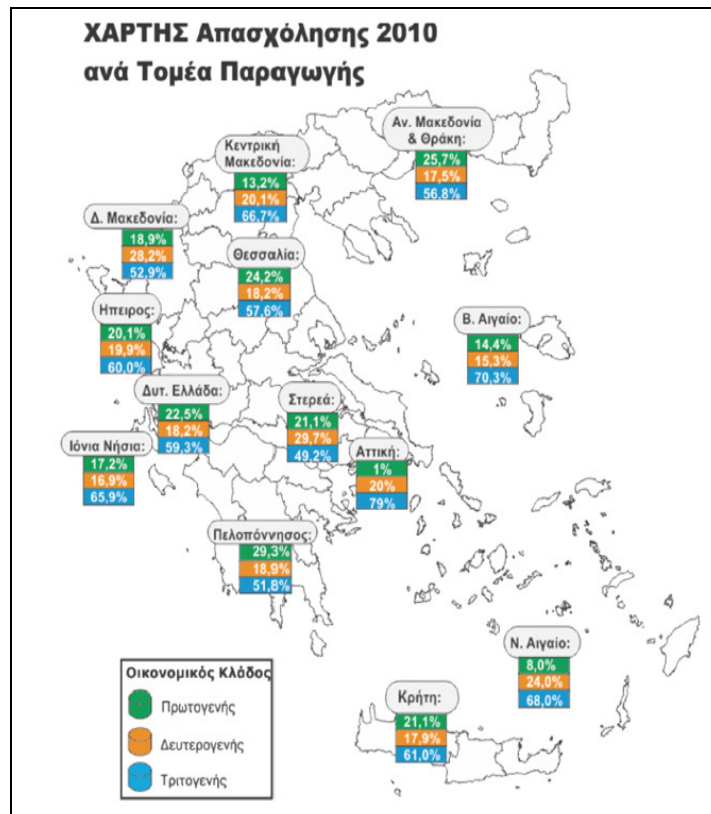 ΧΑΡΤΗΣ Απασχόλησης 2010
ανά Τομέα Παραγωγής
Αν. Μακεδονία
& Θράκη:
25,7%
17,5%
56,8%
Κεντρική
Μακεδονία:
13,2%
20,1%
66,7%
Δ. Μακεδονία:
18,9%
28,2%
52,9%
Θεσσαλία:
24,2%
18,2%
57,6%
Ηπειρος:
20,1%
19,9%
60,0%
Β. Αιγαίο:
14,4%
15,3%
70,3%
Δυτ. Ελλάδα:
22,5%
18,2%
59,3%
Στερεά:
21,1%
29,7%
49,2%
Ιόνια Νήσια:
17,2%
16,9%
65,9%
Αττική:
1%
20%
79%
Πελοπόννησος:
29,3%
18,9%
51,8%
Ν. Αιγαίο:
8,0%
24,0%
68,0%
Κρήτη:
21,1%
17,9%
61,0%
Οικονομικός Κλάδος
Πρωτογενής
Δευτερογενής
Τριτογενής